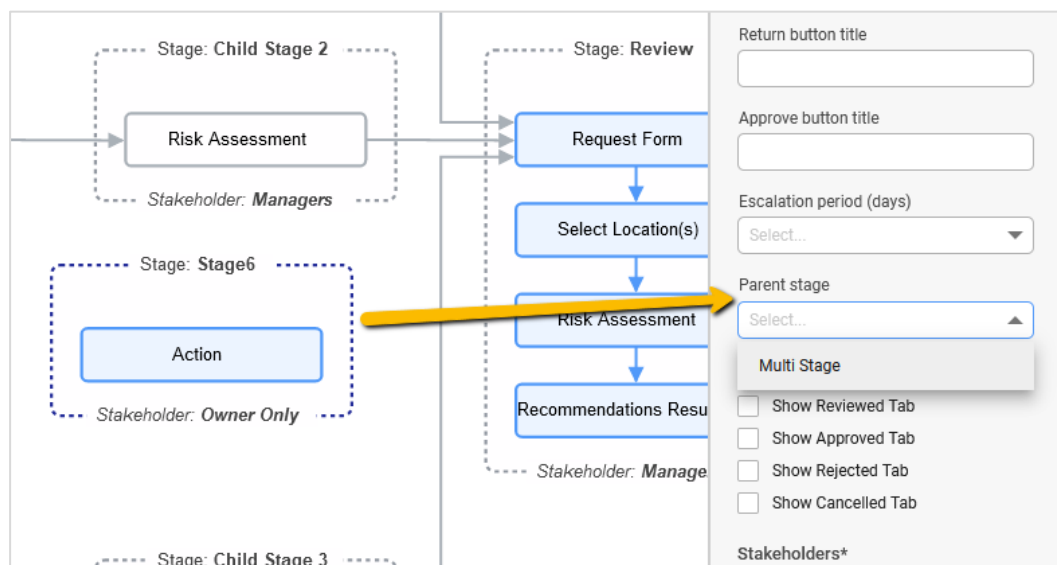 Stage: Child Stage 2
Risk Assessment
Stakeholder: Managers
Stage: Stage6
Action
Stakeholder: Owner Only
Stage: Child Stage 3
Stage: Review
Request Form
Select Location(s)
Risk Assessment
Recommendations Resu
Stakeholder: Manage
Return button title
Approve button title
Escalation period (days)
Select...
Parent stage
Select...
Multi Stage
Show Reviewed Tab
Show Approved Tab
Show Rejected Tab
Show Cancelled Tab
Stakeholders*